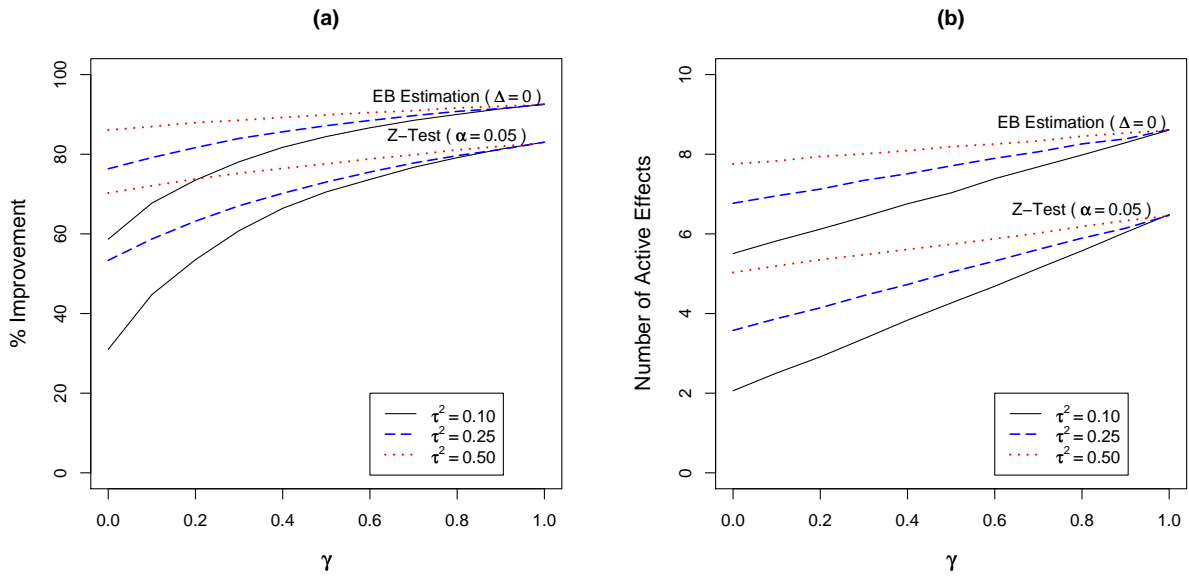 (a)
% Improvement
100
80
60
40
20
0
EB Estimation ( Δ = 0 )
Z−Test ( α = 0.05 )
τ² = 0.10
τ² = 0.25
τ² = 0.50
0.0 0.2 0.4 0.6 0.8 1.0
γ
(b)
Number of Active Effects
10
8
6
4
2
0
EB Estimation ( Δ = 0 )
Z−Test ( α = 0.05 )
τ² = 0.10
τ² = 0.25
τ² = 0.50
0.0 0.2 0.4 0.6 0.8 1.0
γ